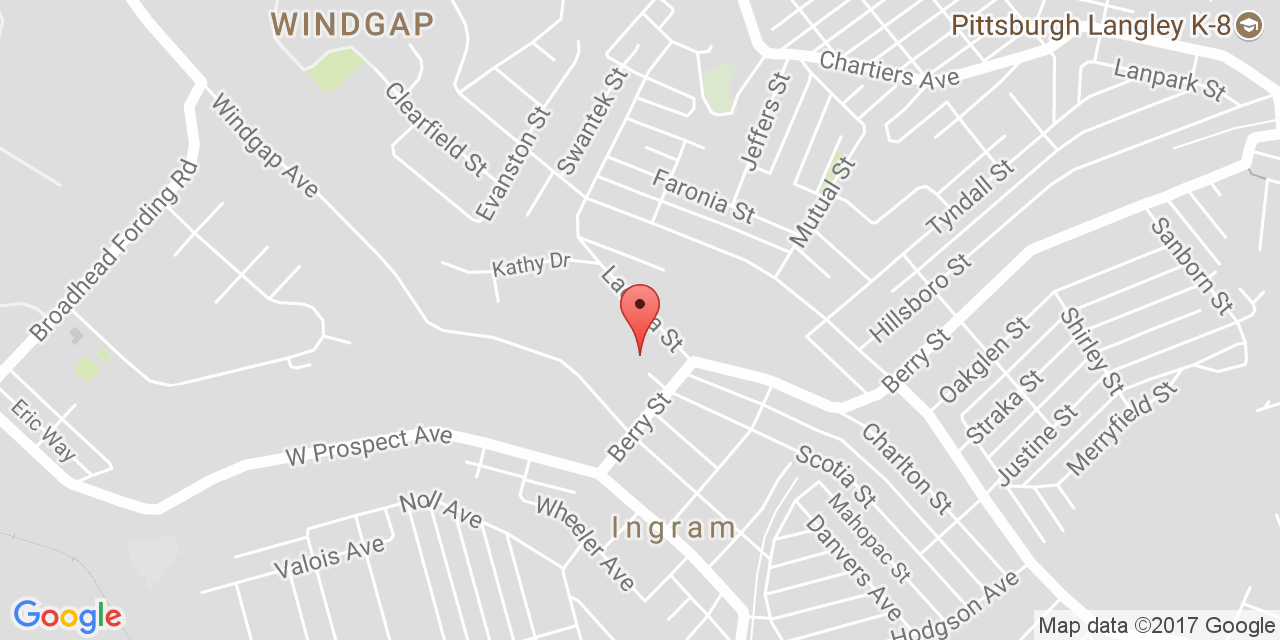 WINDGAP
Pittsburgh Langley K-8
Chartiers Ave
Lanpark St
Clearfield St
Swantek St
Evanston St
Jeffers St
Windgap Ave
Faronia St
Mutual St
Tyndall St
Broadhead Fording Rd
Sanborn St
Kathy Dr
Hillsboro St
Berry St
Oakglen St
Shirley St
Straka St
Justine St
Merryfield St
Eric Way
W Prospect Ave
Berry St
Charlton St
Scotia St
Mahopac St
Noll Ave
Wheeler Ave
Ingram
Danvers Ave
Valois Ave
Hodgson Ave
Google
Map data ©2017 Google